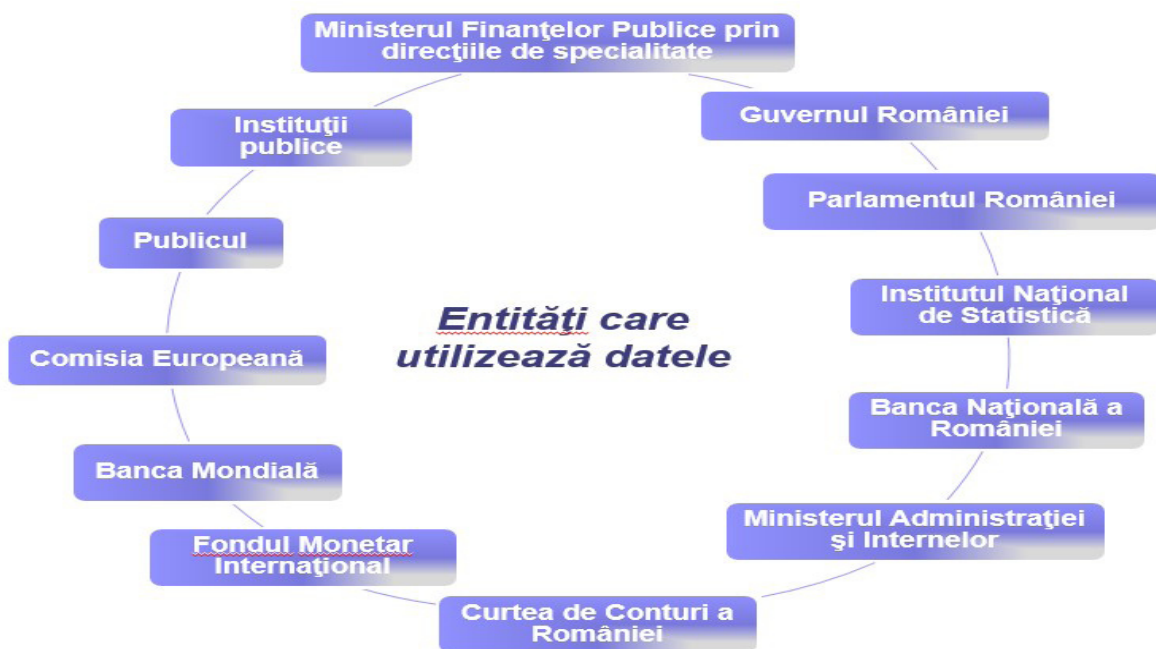 Ministerul Finanţelor Publice prin
direcţiile de specialitate
Guvernul României
Parlamentul României
Institutul Naţional
de Statistică
Banca Naţională a
României
Ministerul Administraţiei
şi Internelor
Curtea de Conturi a
României
Fondul Monetar
Internaţional
Banca Mondială
Comisia Europeană
Publicul
Instituţii
publice
Entităţi care
utilizează datele